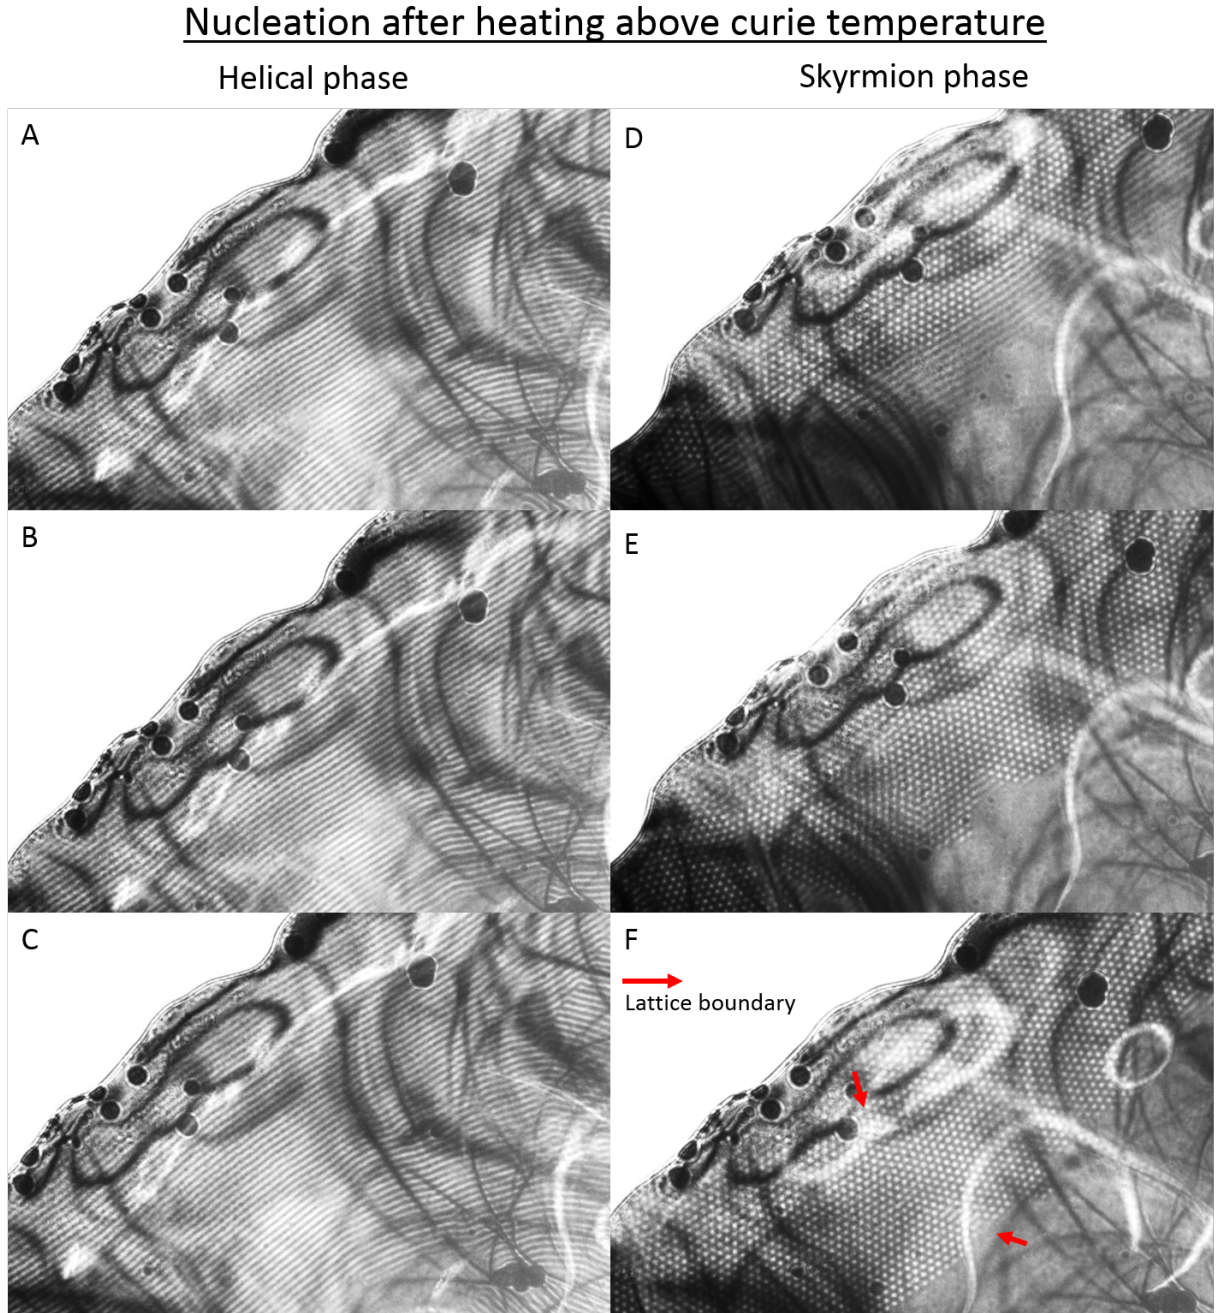 Nucleation after heating above curie temperature
Helical phase
Skyrmion phase
A
D
B
E
C
F
Lattice boundary